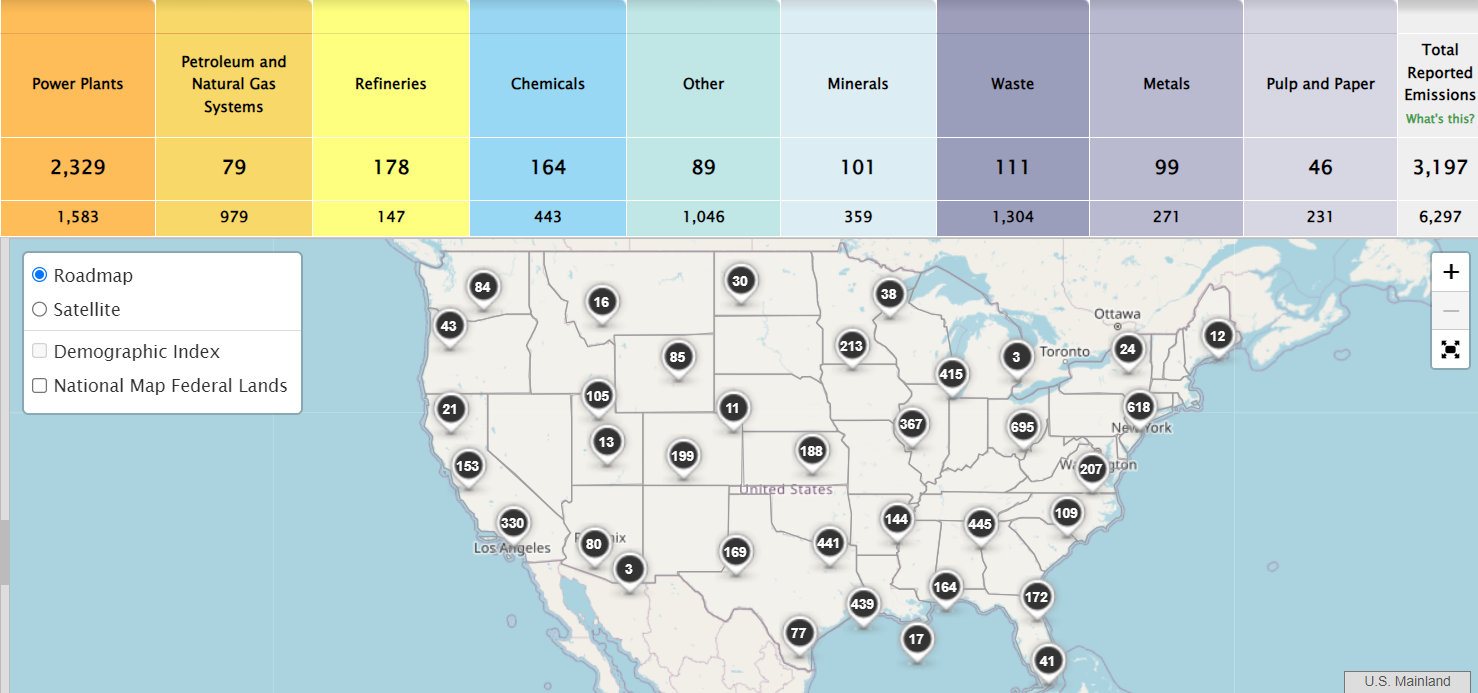 Power Plants
Petroleum and
Natural Gas
Systems
Refineries
Chemicals
Other
Minerals
Waste
Metals
Pulp and Paper
Total
Reported
Emissions
What's this?
2,329 79 178 164 89 101 111 99 46 3,197
1,583 979 147 443 1,046 359 1,304 271 231 6,297
Roadmap
Satellite
Demographic Index
National Map Federal Lands
+
−
84
16
30
38
43
Ottawa
12
213
24
85
3
Toronto
415
105
21
11
618
367
695
New York
13
153
199
188
207
United States
330
144
445
109
Los Angeles
80
3
169
441
164
172
439
77
17
41
U.S. Mainland